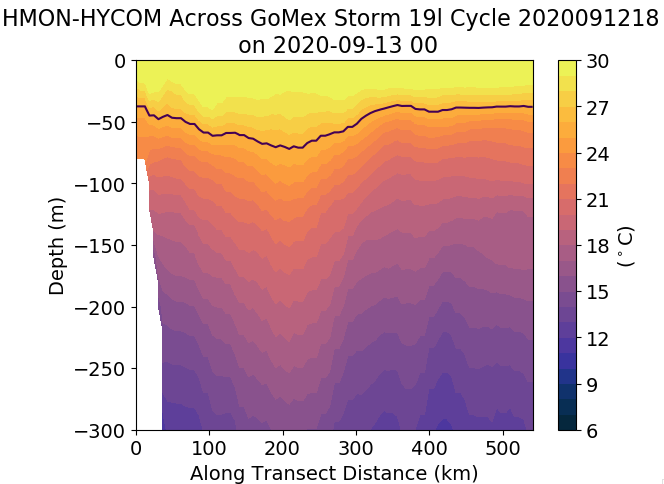 HMON-HYCOM Across GoMex Storm 19l Cycle 2020091218
on 2020-09-13 00
0
−50
−100
−150
−200
−250
−300
Depth (m)
0 100 200 300 400 500
Along Transect Distance (km)
30
27
24
21
18
15
12
9
6
(°C)